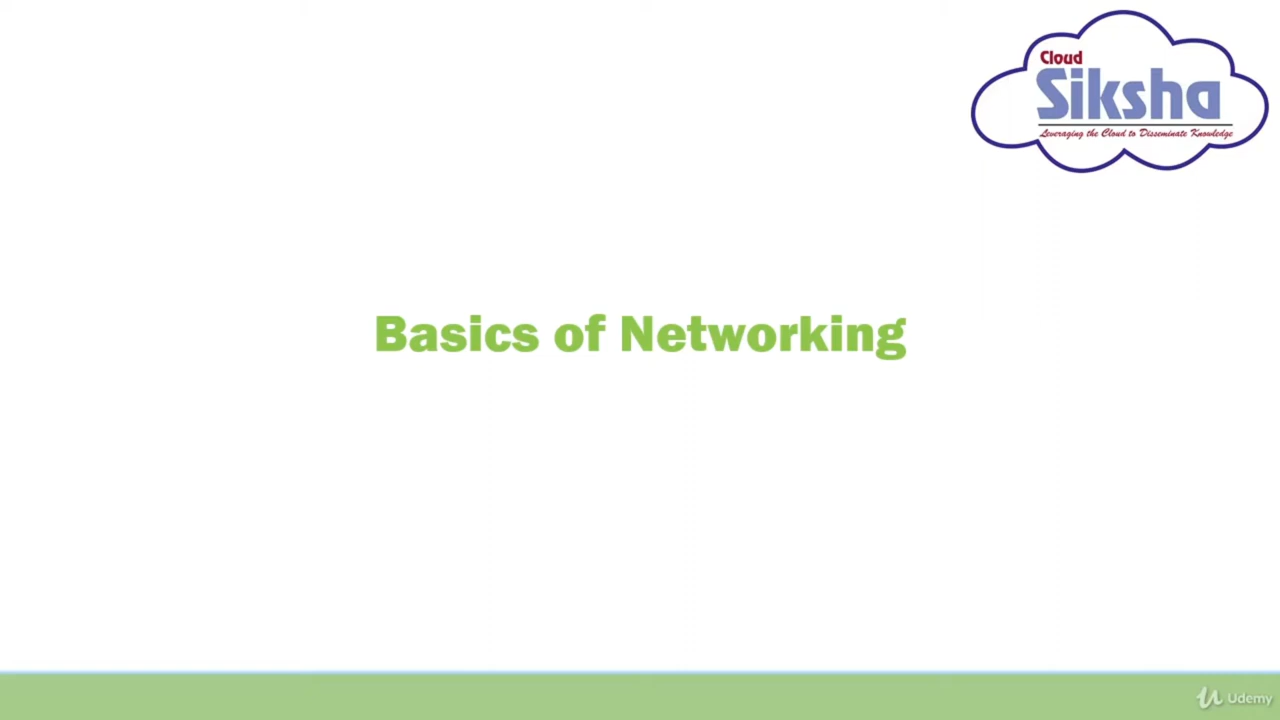 Cloud
Siksha
Leveraging the Cloud to Disseminate Knowledge
Basics of Networking
Udemy